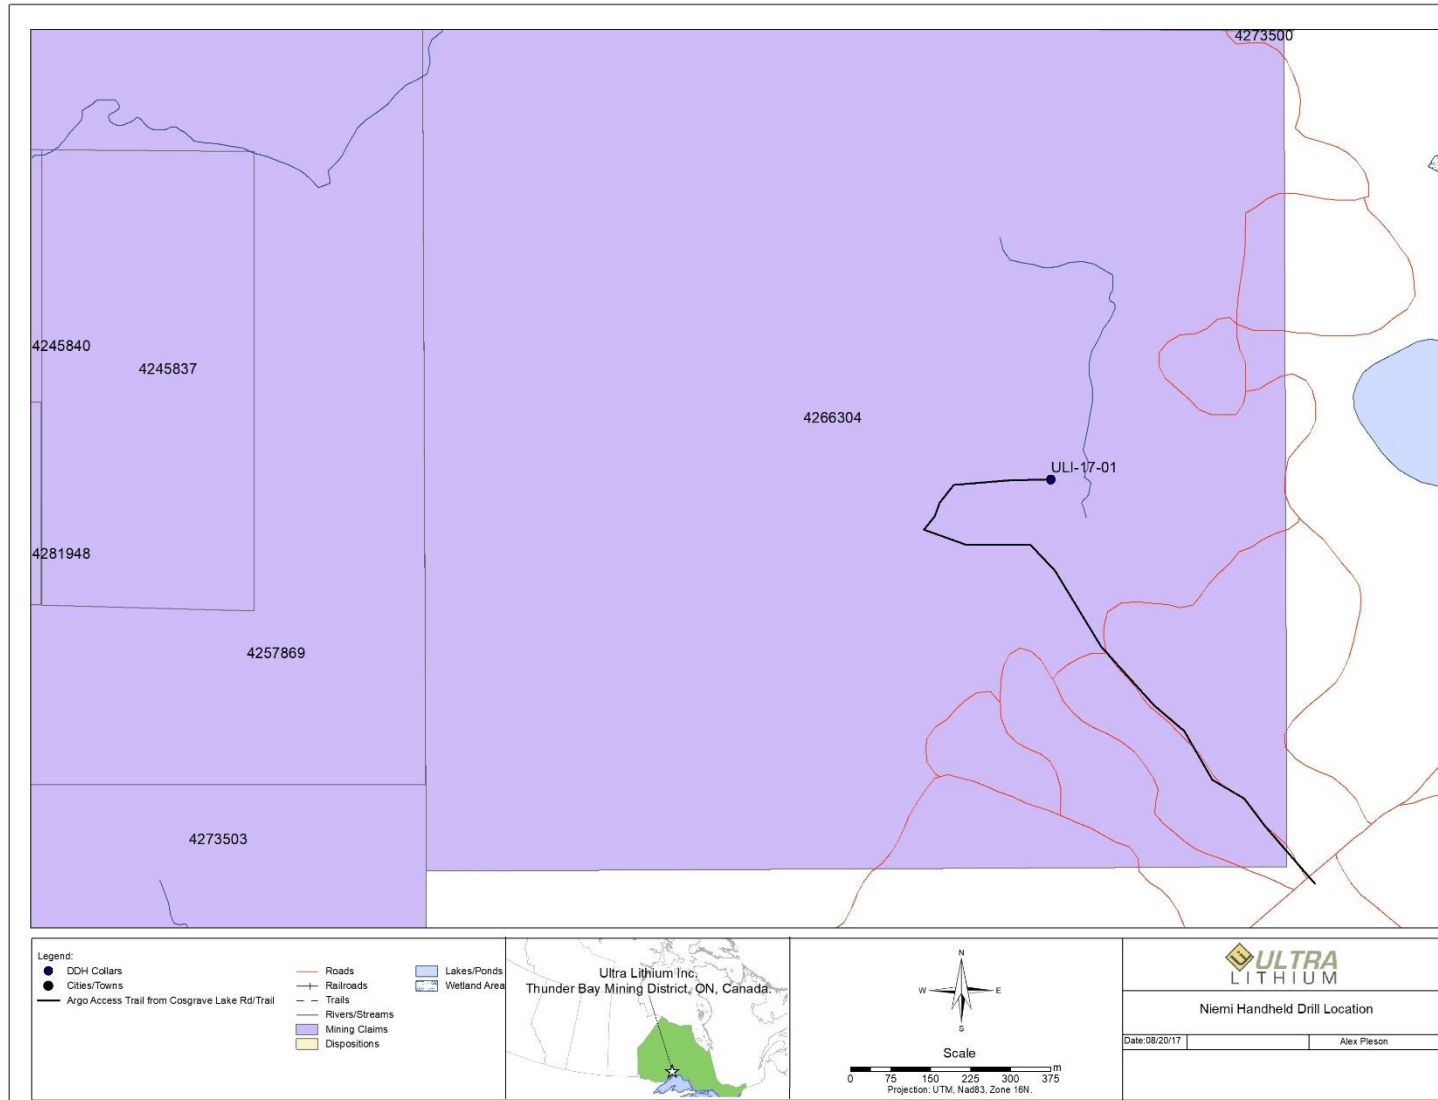 4273500
4245840
4245837
4266304
ULI-17-01
4281948
4257869
4273503
Legend:
DDH Collars
Cities/Towns
Argo Access Trail from Cosgrave Lake Rd/Trail
Roads
Railroads
Trails
Rivers/Streams
Mining Claims
Dispositions
Lakes/Ponds
Wetland Area
Ultra Lithium Inc.
Thunder Bay Mining District, ON, Canada.
N
W E
S
Scale
0 75 150 225 300 375 m
Projection: UTM, Nad83, Zone 16N.
ULTRA
LITHIUM
Niemi Handheld Drill Location
Date:08/20/17 Alex Pleson